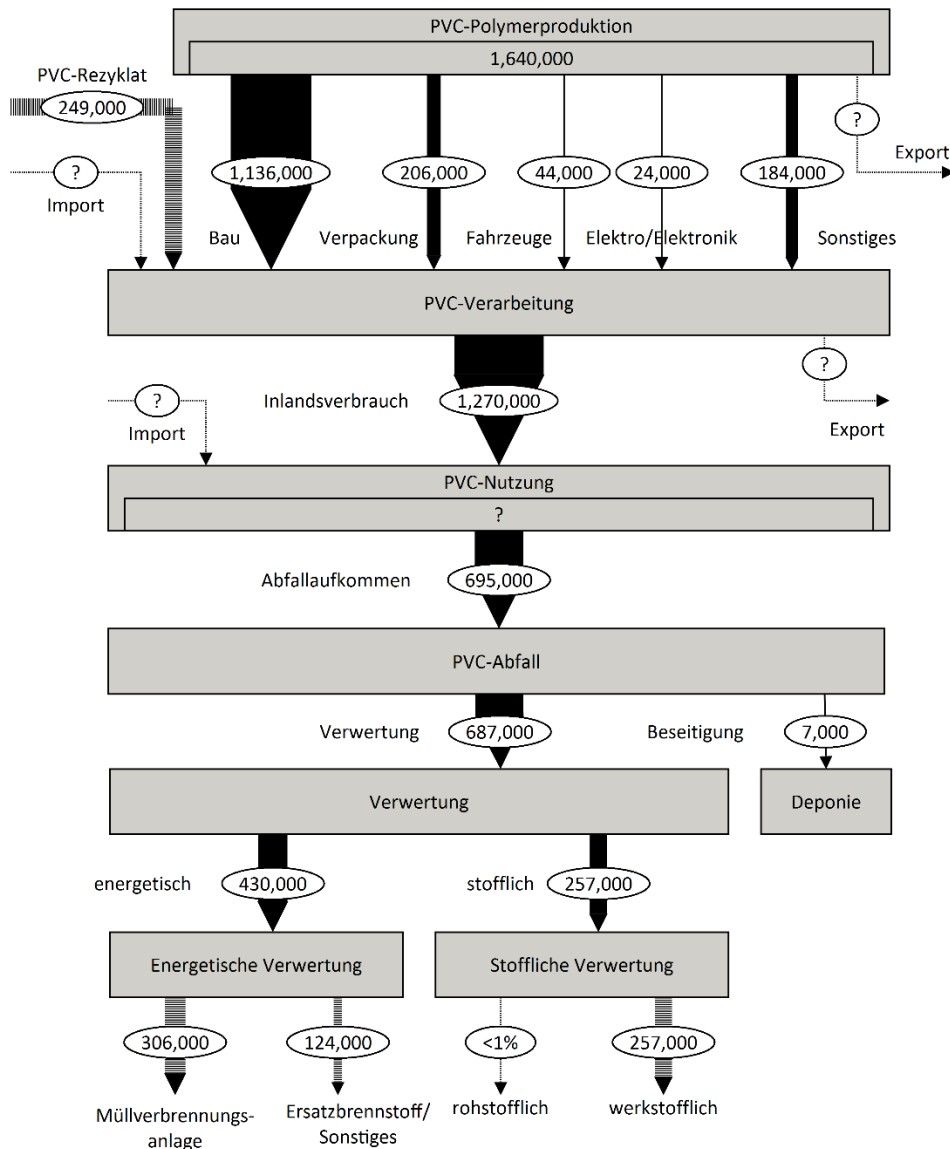 PVC-Polymerproduktion
1,640,000
PVC-Rezyklat
249,000
?
Export
?
Import
1,136,000
206,000
44,000
24,000
184,000
Bau
Verpackung
Fahrzeuge
Elektro/Elektronik
Sonstiges
PVC-Verarbeitung
?
Export
Inlandsverbrauch
1,270,000
?
Import
PVC-Nutzung
?
Abfallaufkommen
695,000
PVC-Abfall
Verwertung
687,000
Beseitigung
7,000
Verwertung
Deponie
energetisch
430,000
stofflich
257,000
Energetische Verwertung
Stoffliche Verwertung
306,000
124,000
<1%
257,000
Müllverbrennungs-
anlage
Ersatzbrennstoff/
Sonstiges
rohstofflich
werkstofflich